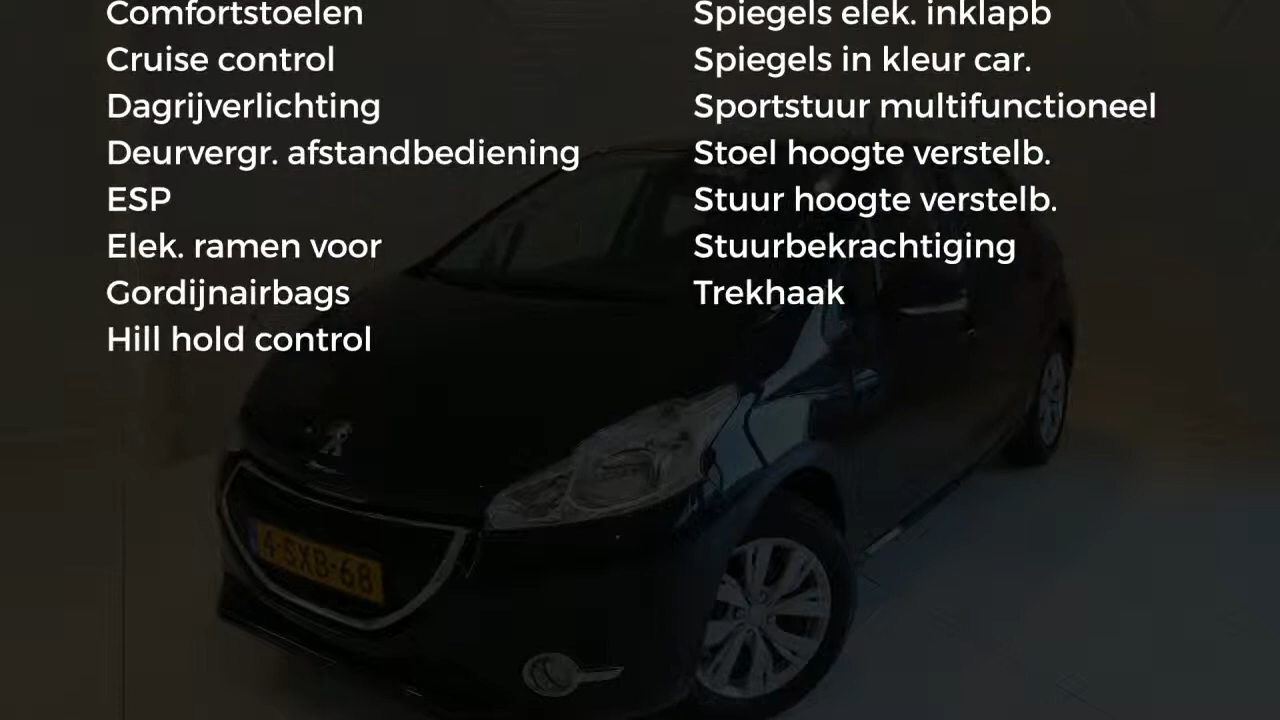 Comfortstoelen
Cruise control
Dagrijverlichting
Deurvergr. afstandbediening
ESP
Elek. ramen voor
Gordijnairbags
Hill hold control
Spiegels elek. inklapb
Spiegels in kleur car.
Sportstuur multifunctioneel
Stoel hoogte verstelb.
Stuur hoogte verstelb.
Stuurbekrachtiging
Trekhaak
4-SXB-68